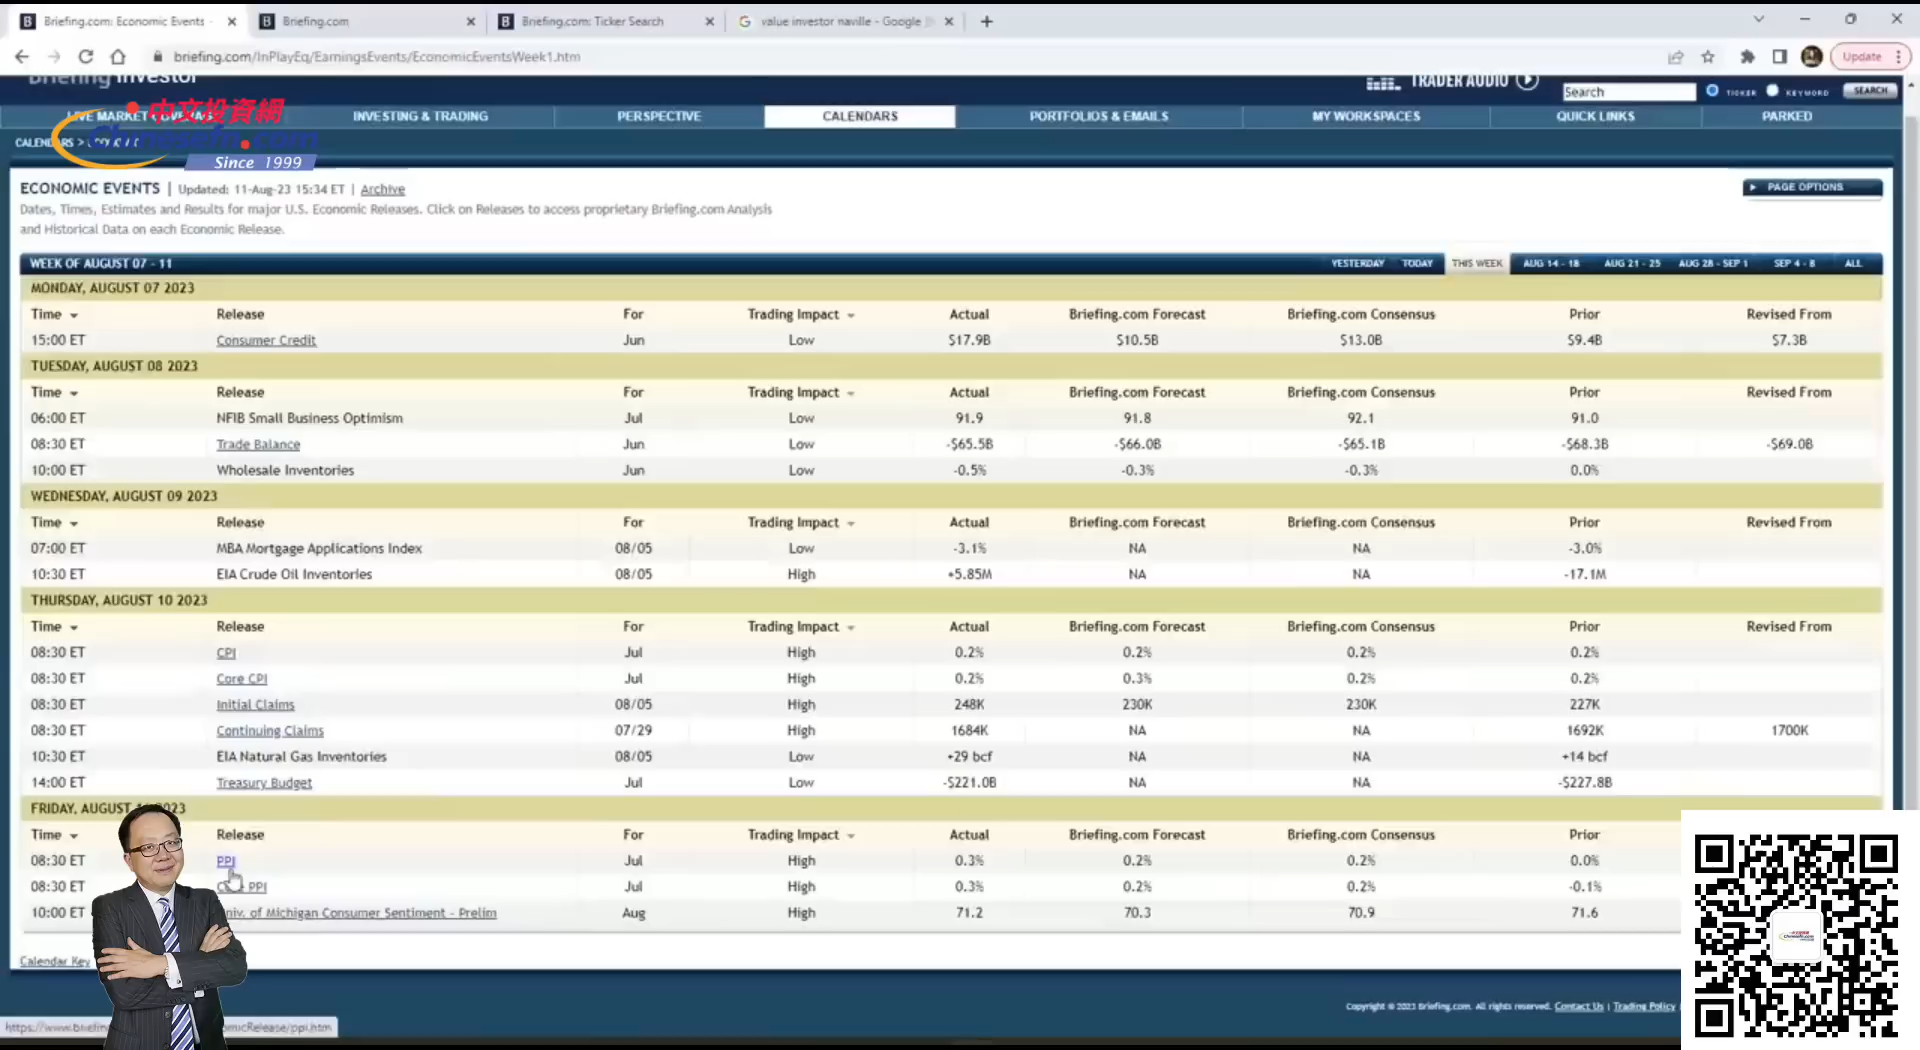 Briefing.com: Economic Events
Briefing.com
Briefing.com: Ticker Search
value investor naville - Google
briefing.com/InPlayEq/EarningsEvents/EconomicEventsWeek1.htm
Update
Briefing Investor
TRADER AUDIO
Search
TICKER
KEYWORD
SEARCH
中文投資網
Chinesefn.com
Since 1999
LIVE MARKET COVERAGE
INVESTING & TRADING
PERSPECTIVE
CALENDARS
PORTFOLIOS & EMAILS
MY WORKSPACES
QUICK LINKS
PARKED
CALENDARS >
ECONOMIC EVENTS | Updated: 11-Aug-23 15:34 ET | Archive
PAGE OPTIONS
Dates, Times, Estimates and Results for major U.S. Economic Releases. Click on Releases to access proprietary Briefing.com Analysis
and Historical Data on each Economic Release.
WEEK OF AUGUST 07 - 11 YESTERDAY TODAY THIS WEEK AUG 14 - 18 AUG 21 - 25 AUG 28 - SEP 1 SEP 4 - 8 ALL
MONDAY, AUGUST 07 2023
Time Release For Trading Impact Actual Briefing.com Forecast Briefing.com Consensus Prior Revised From
15:00 ET Consumer Credit Jun Low $17.9B $10.5B $13.0B $9.4B $7.3B
TUESDAY, AUGUST 08 2023
Time Release For Trading Impact Actual Briefing.com Forecast Briefing.com Consensus Prior Revised From
06:00 ET NFIB Small Business Optimism Jul Low 91.9 91.8 92.1 91.0
08:30 ET Trade Balance Jun Low -$65.5B -$66.0B -$65.1B -$68.3B -$69.0B
10:00 ET Wholesale Inventories Jun Low -0.5% -0.3% -0.3% 0.0%
WEDNESDAY, AUGUST 09 2023
Time Release For Trading Impact Actual Briefing.com Forecast Briefing.com Consensus Prior Revised From
07:00 ET MBA Mortgage Applications Index 08/05 Low -3.1% NA NA -3.0%
10:30 ET EIA Crude Oil Inventories 08/05 High +5.85M NA NA -17.1M
THURSDAY, AUGUST 10 2023
Time Release For Trading Impact Actual Briefing.com Forecast Briefing.com Consensus Prior Revised From
08:30 ET CPI Jul High 0.2% 0.2% 0.2% 0.2%
08:30 ET Core CPI Jul High 0.2% 0.3% 0.2% 0.2%
08:30 ET Initial Claims 08/05 High 248K 230K 230K 227K
08:30 ET Continuing Claims 07/29 High 1684K NA NA 1692K 1700K
10:30 ET EIA Natural Gas Inventories 08/05 Low +29 bcf NA NA +14 bcf
14:00 ET Treasury Budget Jul Low -$221.0B NA NA -$227.8B
FRIDAY, AUGUST 2023
Time Release For Trading Impact Actual Briefing.com Forecast Briefing.com Consensus Prior
08:30 ET PPI Jul High 0.3% 0.2% 0.2% 0.0%
08:30 ET PPI Jul High 0.3% 0.2% 0.2% -0.1%
10:00 ET Univ. of Michigan Consumer Sentiment - Prelim Aug High 71.2 70.3 70.9 71.6
Calendar Key
Copyright © 2023 Briefing.com. All rights reserved. Contact Us | Trading Policy